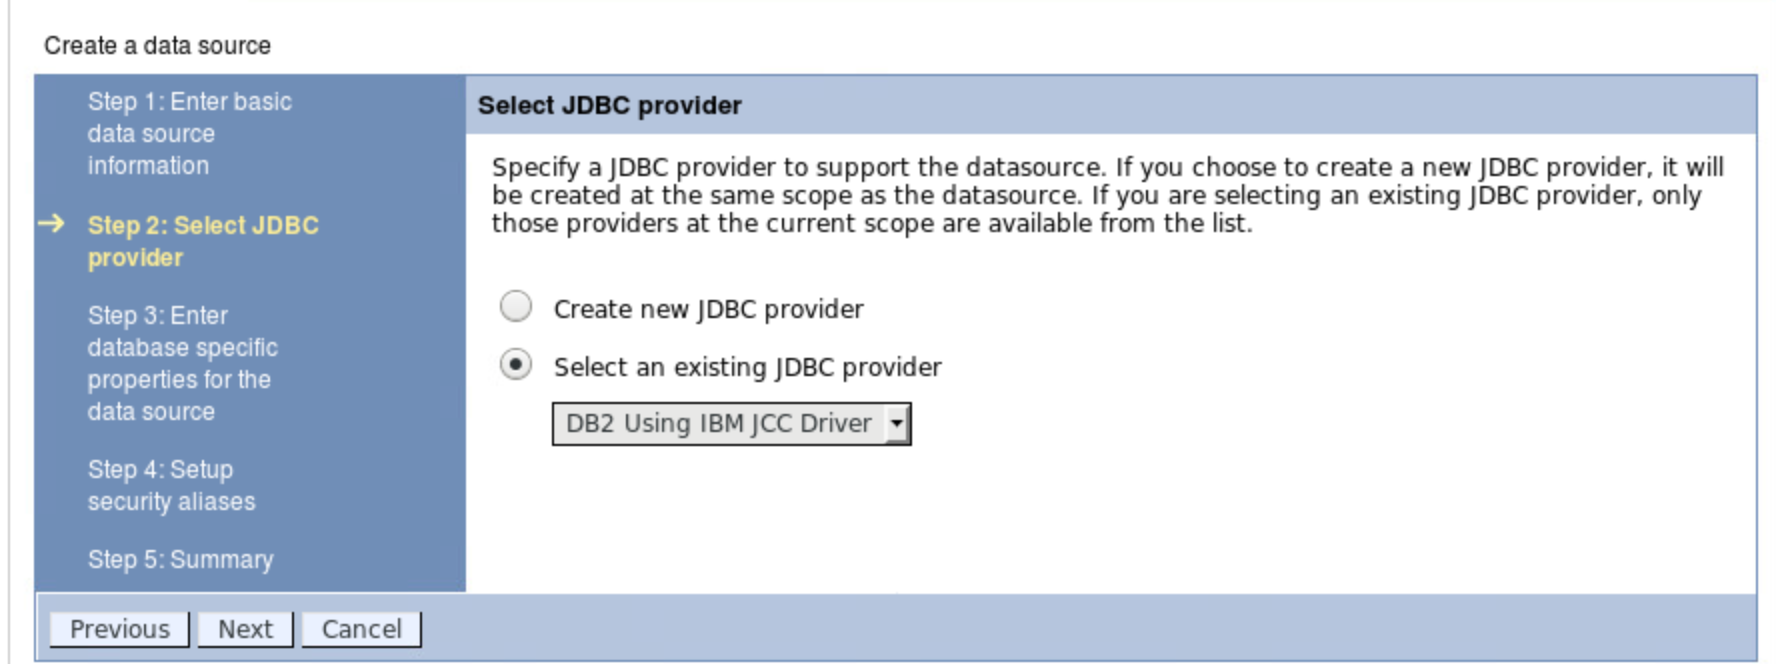 Create a data source
Step 1: Enter basic
data source
information
Step 2: Select JDBC
provider
Step 3: Enter
database specific
properties for the
data source
Step 4: Setup
security aliases
Step 5: Summary
Select JDBC provider
Specify a JDBC provider to support the datasource. If you choose to create a new JDBC provider, it will
be created at the same scope as the datasource. If you are selecting an existing JDBC provider, only
those providers at the current scope are available from the list.
Create new JDBC provider
Select an existing JDBC provider
DB2 Using IBM JCC Driver
Previous Next Cancel